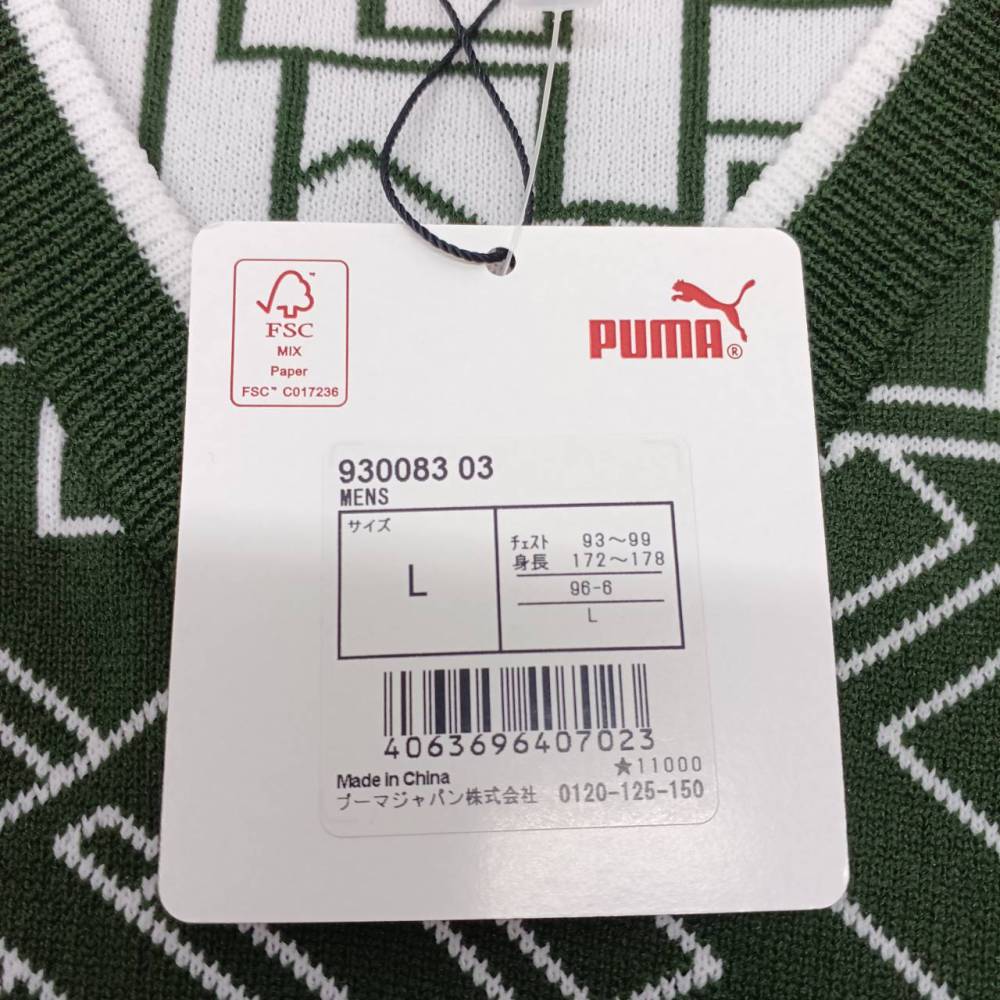 FSC
MIX
Paper
FSC™ C017236
PUMA®
930083 03
MENS
サイズ
L
チェスト 93～99
身長 172～178
96-6
L
4063696407023
★11000
Made in China
プーマジャパン株式会社 0120-125-150